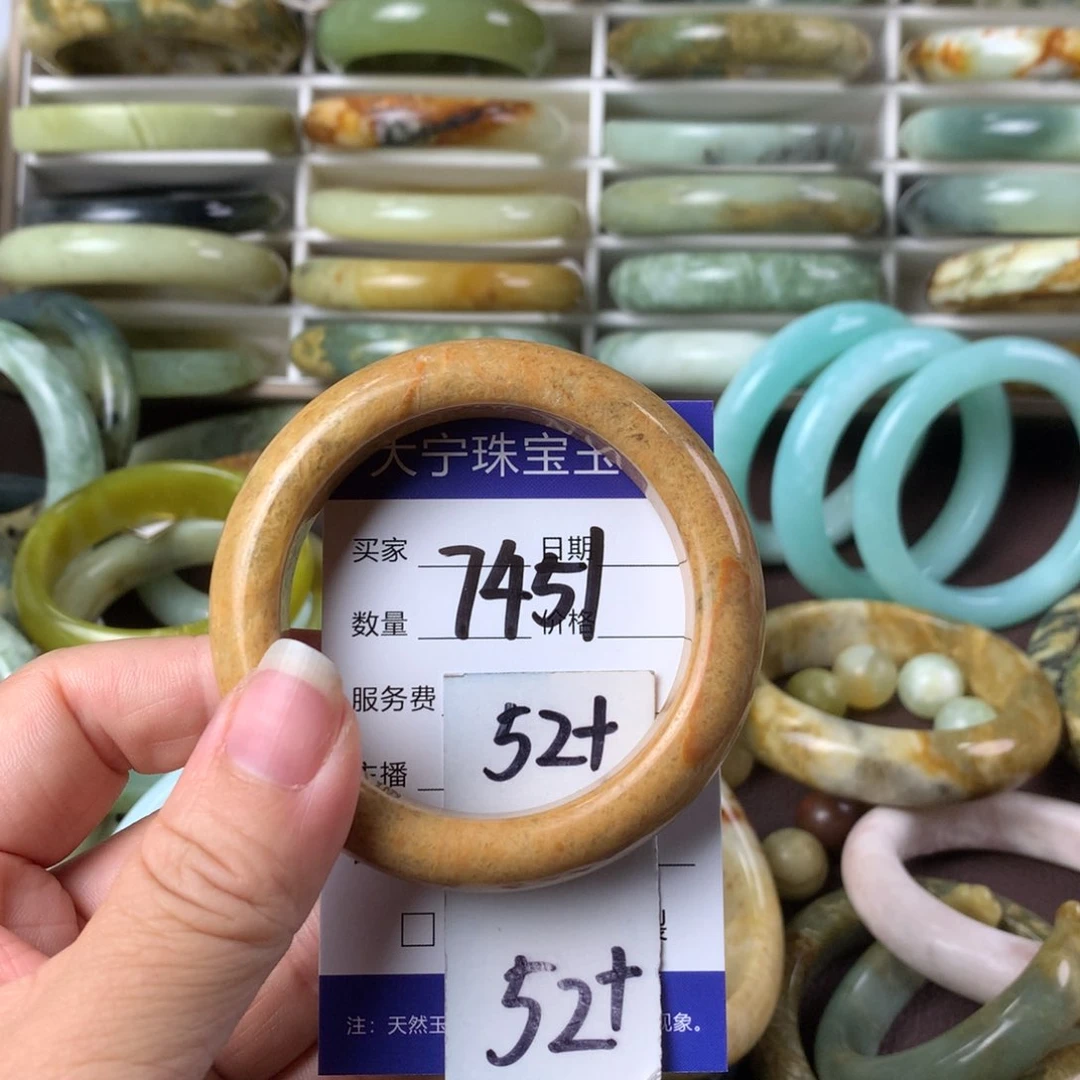 大宁珠宝玉
买家 日期
7451
数量 价格
服务费
52+
主播
52+
注：天然玉 现象。